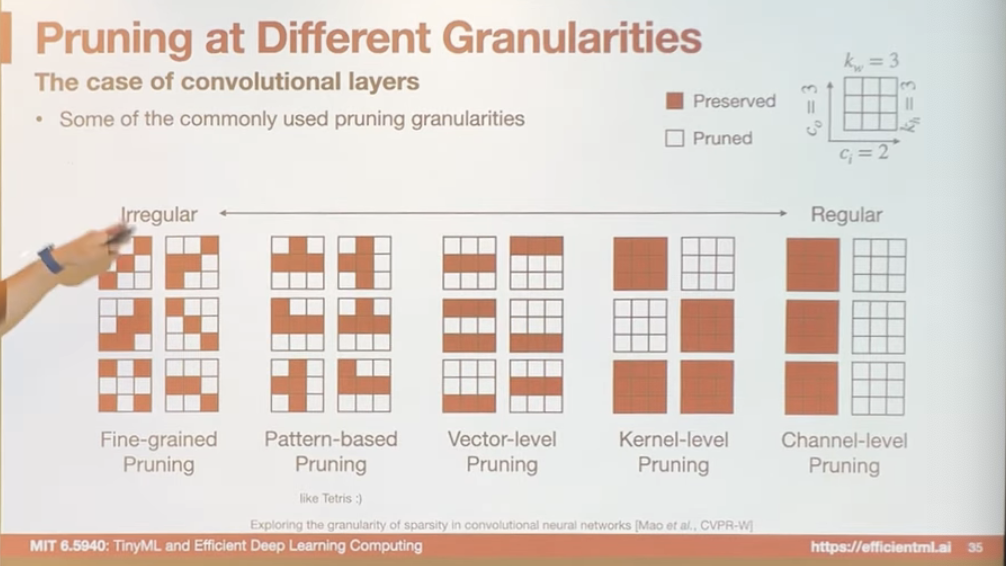 Pruning at Different Granularities
The case of convolutional layers
• Some of the commonly used pruning granularities
Preserved
Pruned
k_w = 3
c_o = 3
k_h = 3
c_i = 2
Irregular
Regular
Fine-grained
Pruning
Pattern-based
Pruning
like Tetris :)
Vector-level
Pruning
Kernel-level
Pruning
Channel-level
Pruning
Exploring the granularity of sparsity in convolutional neural networks [Mao et al., CVPR-W]
MIT 6.5940: TinyML and Efficient Deep Learning Computing
https://efficientml.ai
35